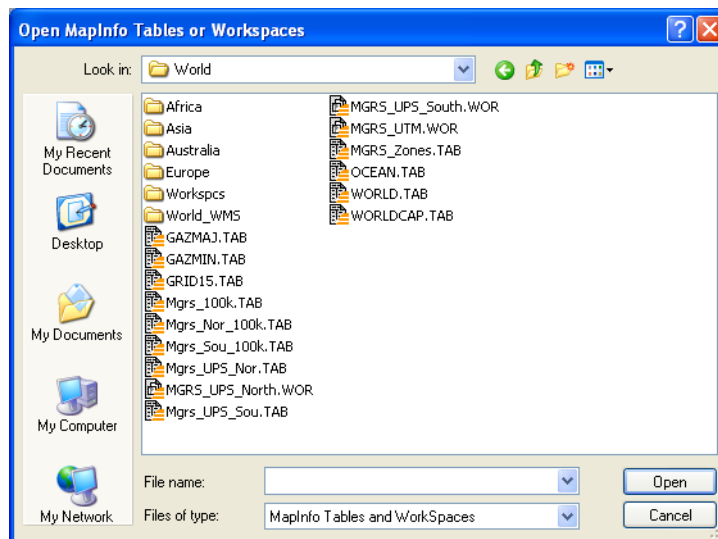 Open MapInfo Tables or Workspaces
Look in:
World
My Recent
Documents
Desktop
My Documents
My Computer
My Network
Africa
Asia
Australia
Europe
Workspcs
World_WMS
GAZMAJ.TAB
GAZMIN.TAB
GRID15.TAB
Mgrs_100k.TAB
Mgrs_Nor_100k.TAB
Mgrs_Sou_100k.TAB
Mgrs_UPS_Nor.TAB
MGRS_UPS_North.WOR
Mgrs_UPS_Sou.TAB
MGRS_UPS_South.WOR
MGRS_UTM.WOR
MGRS_Zones.TAB
OCEAN.TAB
WORLD.TAB
WORLDCAP.TAB
File name:
Open
Files of type:
MapInfo Tables and WorkSpaces
Cancel